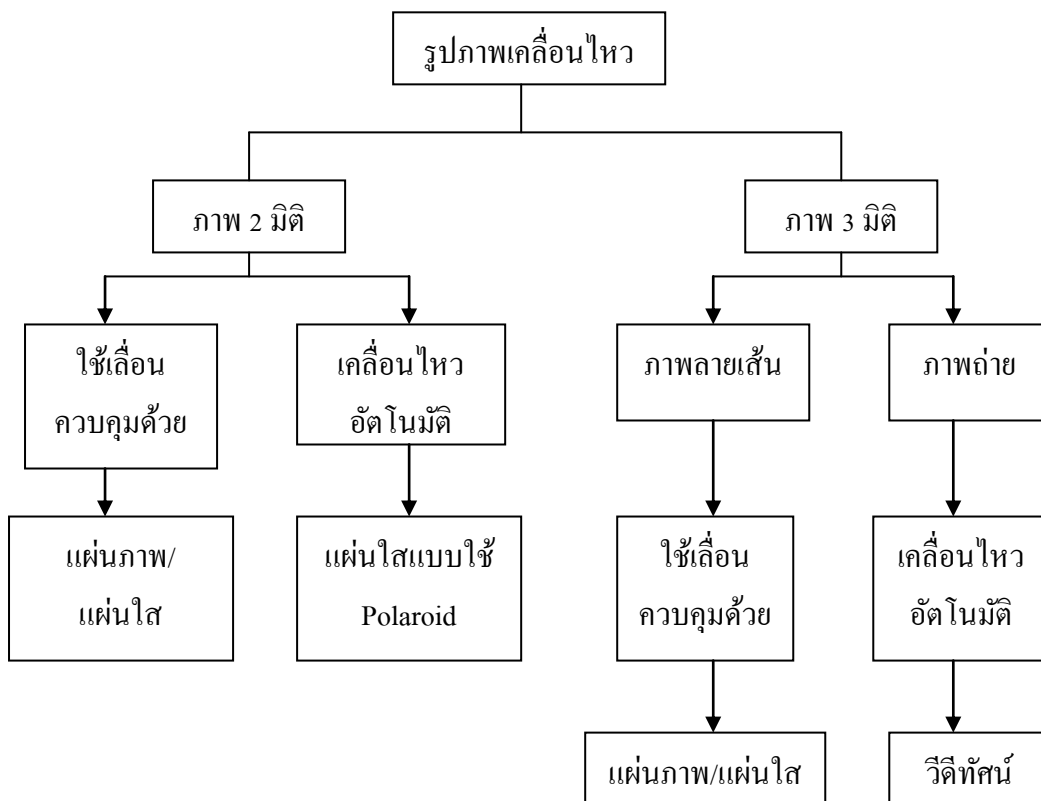 รูปภาพเคลื่อนไหว
ภาพ 2 มิติ
ภาพ 3 มิติ
ใช้เลื่อน
ควบคุมด้วย
เคลื่อนไหว
อัตโนมัติ
ภาพลายเส้น
ภาพถ่าย
แผ่นภาพ/
แผ่นใส
แผ่นใสแบบใช้
Polaroid
ใช้เลื่อน
ควบคุมด้วย
เคลื่อนไหว
อัตโนมัติ
แผ่นภาพ/แผ่นใส
วีดีทัศน์